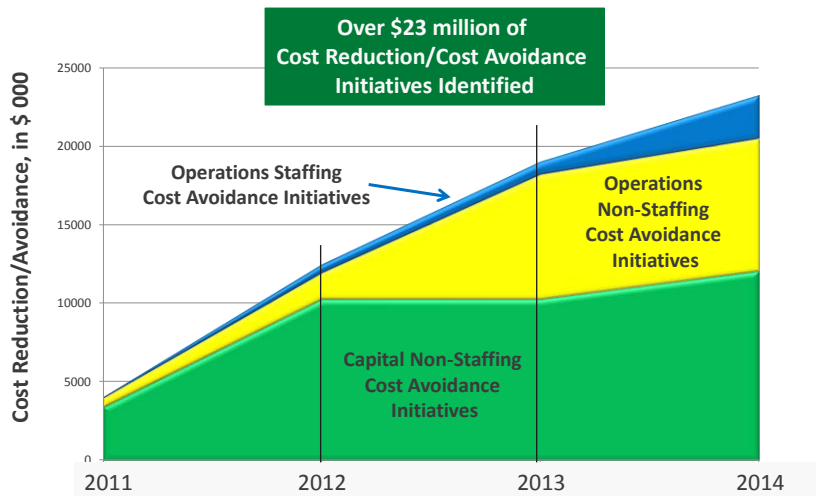 Over $23 million of
Cost Reduction/Cost Avoidance
Initiatives Identified
Cost Reduction/Avoidance, in $ 000
25000
20000
15000
10000
5000
0
Operations Staffing
Cost Avoidance Initiatives
Operations
Non-Staffing
Cost Avoidance
Initiatives
Capital Non-Staffing
Cost Avoidance
Initiatives
2011
2012
2013
2014